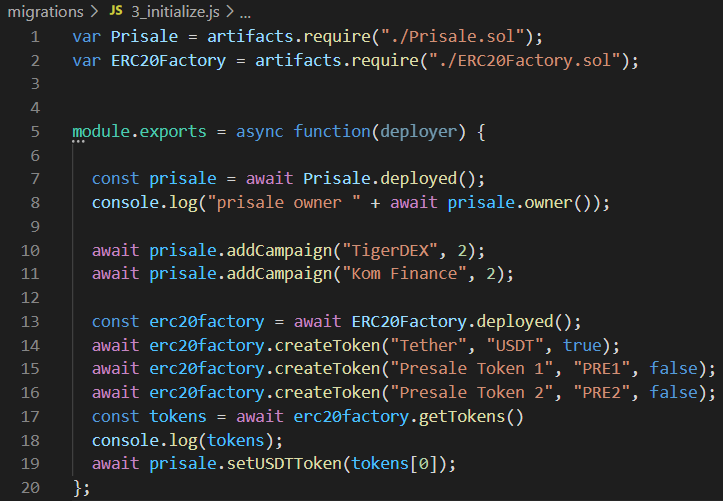 migrations > JS 3_initialize.js > ...
1 var Prisale = artifacts.require("./Prisale.sol");
2 var ERC20Factory = artifacts.require("./ERC20Factory.sol");
3
4
5 module.exports = async function(deployer) {
6
7   const prisale = await Prisale.deployed();
8   console.log("prisale owner " + await prisale.owner());
9
10   await prisale.addCampaign("TigerDEX", 2);
11   await prisale.addCampaign("Kom Finance", 2);
12
13   const erc20factory = await ERC20Factory.deployed();
14   await erc20factory.createToken("Tether", "USDT", true);
15   await erc20factory.createToken("Presale Token 1", "PRE1", false);
16   await erc20factory.createToken("Presale Token 2", "PRE2", false);
17   const tokens = await erc20factory.getTokens()
18   console.log(tokens);
19   await prisale.setUSDTToken(tokens[0]);
20 };